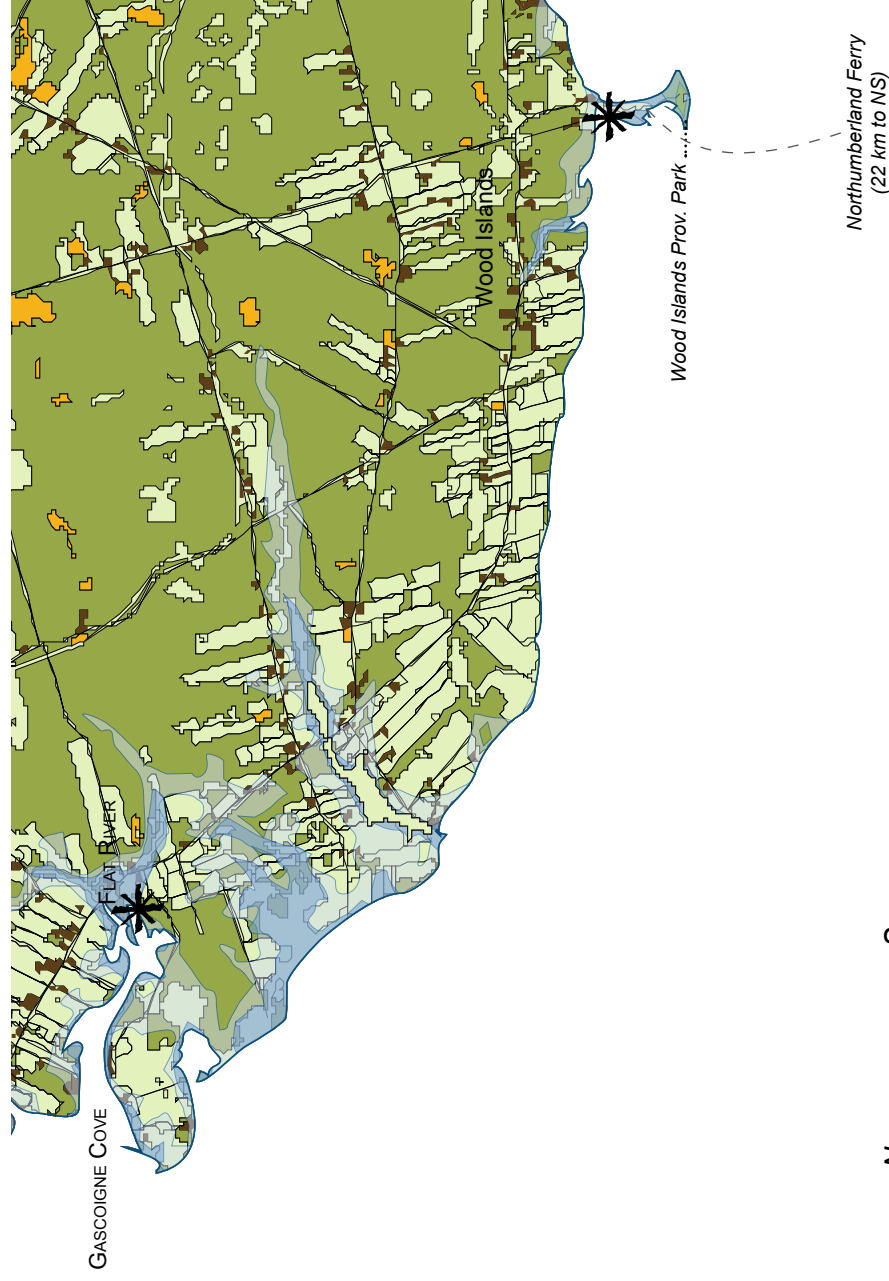 GASCOIGNE COVE
FLAT RIVER
Wood Islands
Wood Islands Prov. Park ......
Northumberland Ferry
(22 km to NS)